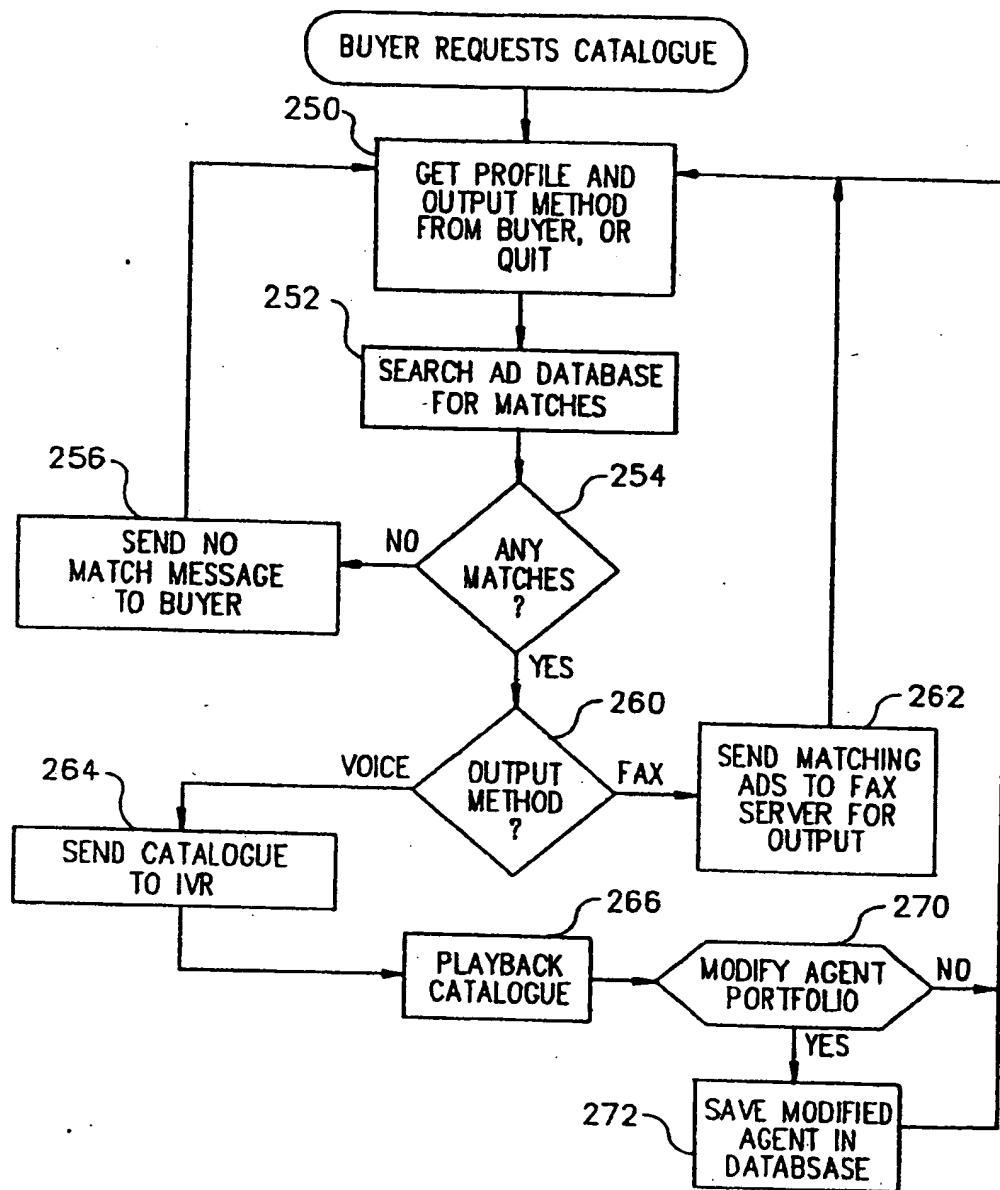 BUYER REQUESTS CATALOGUE
250
GET PROFILE AND
OUTPUT METHOD
FROM BUYER, OR
QUIT
252
SEARCH AD DATABASE
FOR MATCHES
256
254
SEND NO
MATCH MESSAGE
TO BUYER
NO
ANY
MATCHES
?
YES
260
262
264
VOICE
OUTPUT
METHOD
?
FAX
SEND MATCHING
ADS TO FAX
SERVER FOR
OUTPUT
SEND CATALOGUE
TO IVR
266
270
PLAYBACK
CATALOGUE
MODIFY AGENT
PORTFOLIO
NO
YES
272
SAVE MODIFIED
AGENT IN
DATABSASE